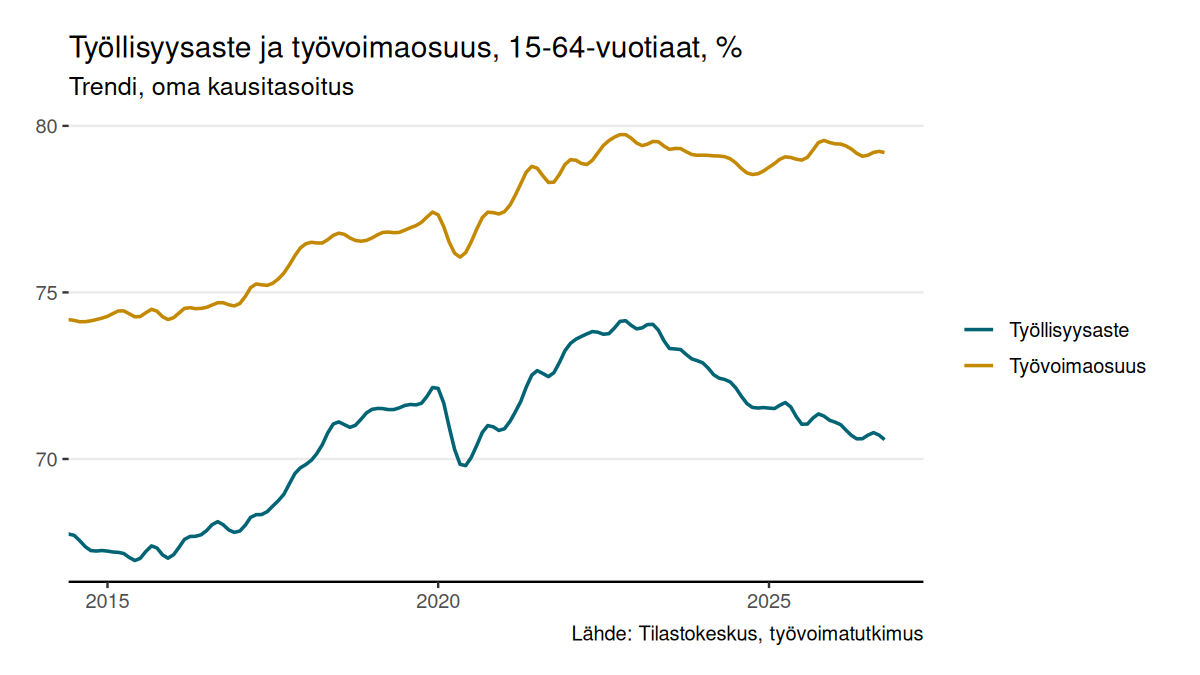 Työllisyysaste ja työvoimaosuus, 15-64-vuotiaat, %
Trendi, oma kausitasoitus
80
75
70
2015
2020
2025
Työllisyysaste
Työvoimaosuus
Lähde: Tilastokeskus, työvoimatutkimus